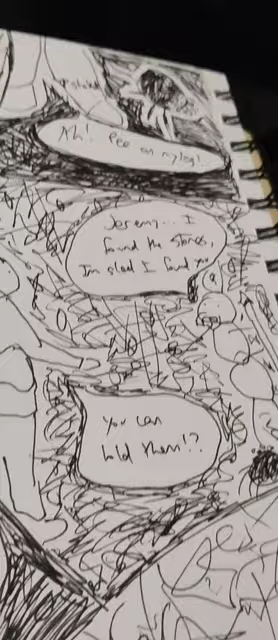 Ah! Pee on my leg!
Jeremy... I
found the stones,
I'm glad I found you
You can
hold them!?